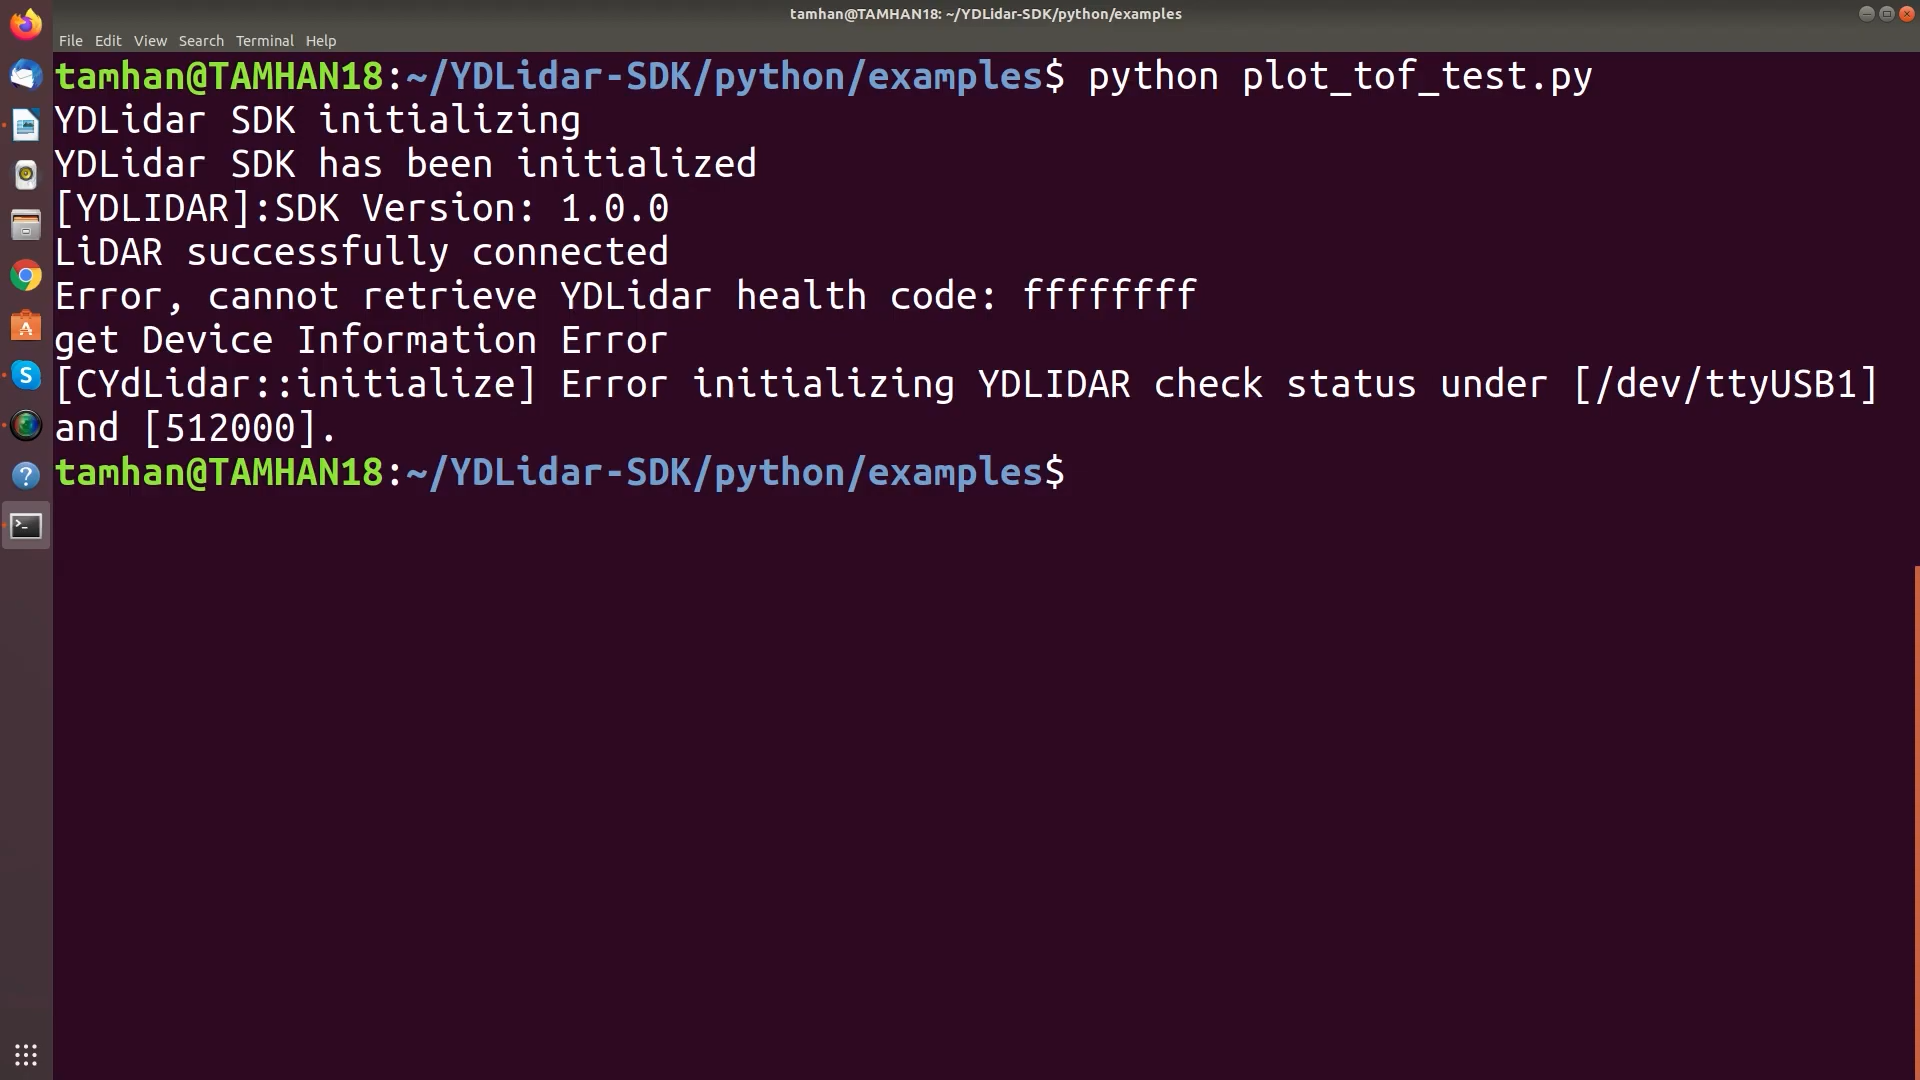 tamhan@TAMHAN18: ~/YDLidar-SDK/python/examples
File Edit View Search Terminal Help
tamhan@TAMHAN18:~/YDLidar-SDK/python/examples$ python plot_tof_test.py
YDLidar SDK initializing
YDLidar SDK has been initialized
[YDLIDAR]:SDK Version: 1.0.0
LiDAR successfully connected
Error, cannot retrieve YDLidar health code: ffffffff
get Device Information Error
[CYdLidar::initialize] Error initializing YDLIDAR check status under [/dev/ttyUSB1]
and [512000].
tamhan@TAMHAN18:~/YDLidar-SDK/python/examples$